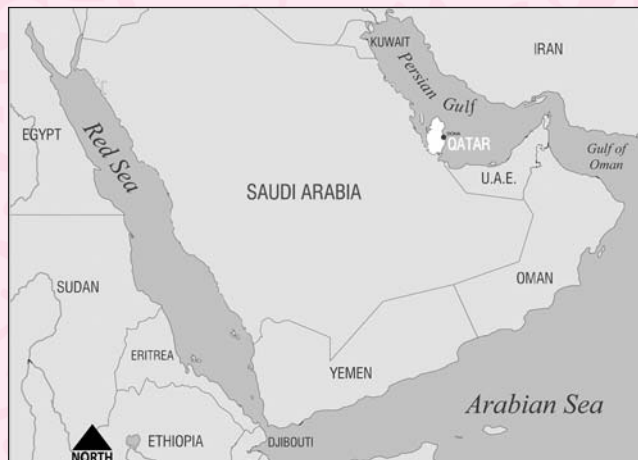 KUWAIT
IRAN
Persian Gulf
EGYPT
Red Sea
DOHA
QATAR
Gulf of
Oman
SAUDI ARABIA
U.A.E.
SUDAN
OMAN
ERITREA
YEMEN
Arabian Sea
ETHIOPIA
DJIBOUTI
NORTH